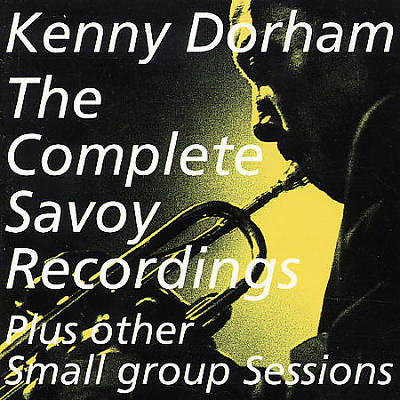 Kenny Dorham
The
Complete
Savoy
Recordings
Plus other
Small group Sessions